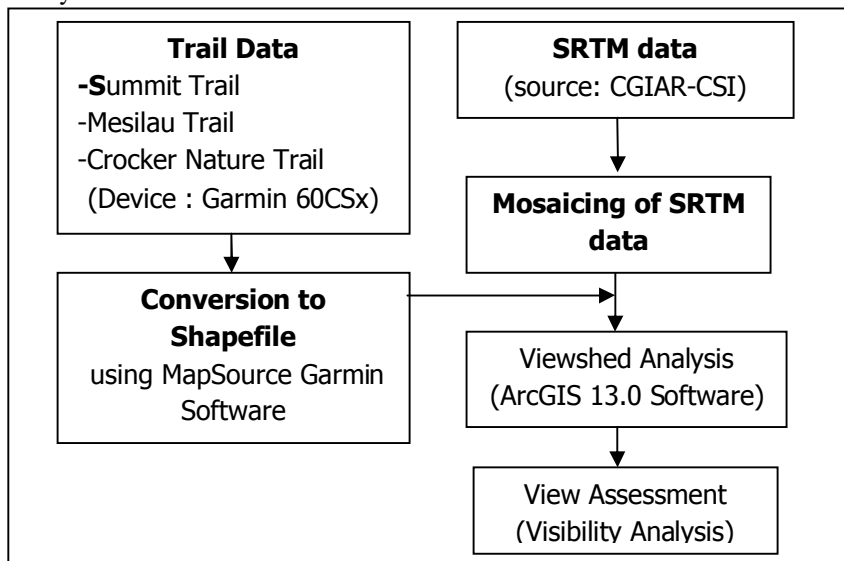 Trail Data
-Summit Trail
-Mesilau Trail
-Crocker Nature Trail
(Device : Garmin 60CSx)
Conversion to
Shapefile
using MapSource Garmin
Software
SRTM data
(source: CGIAR-CSI)
Mosaicing of SRTM
data
Viewshed Analysis
(ArcGIS 13.0 Software)
View Assessment
(Visibility Analysis)